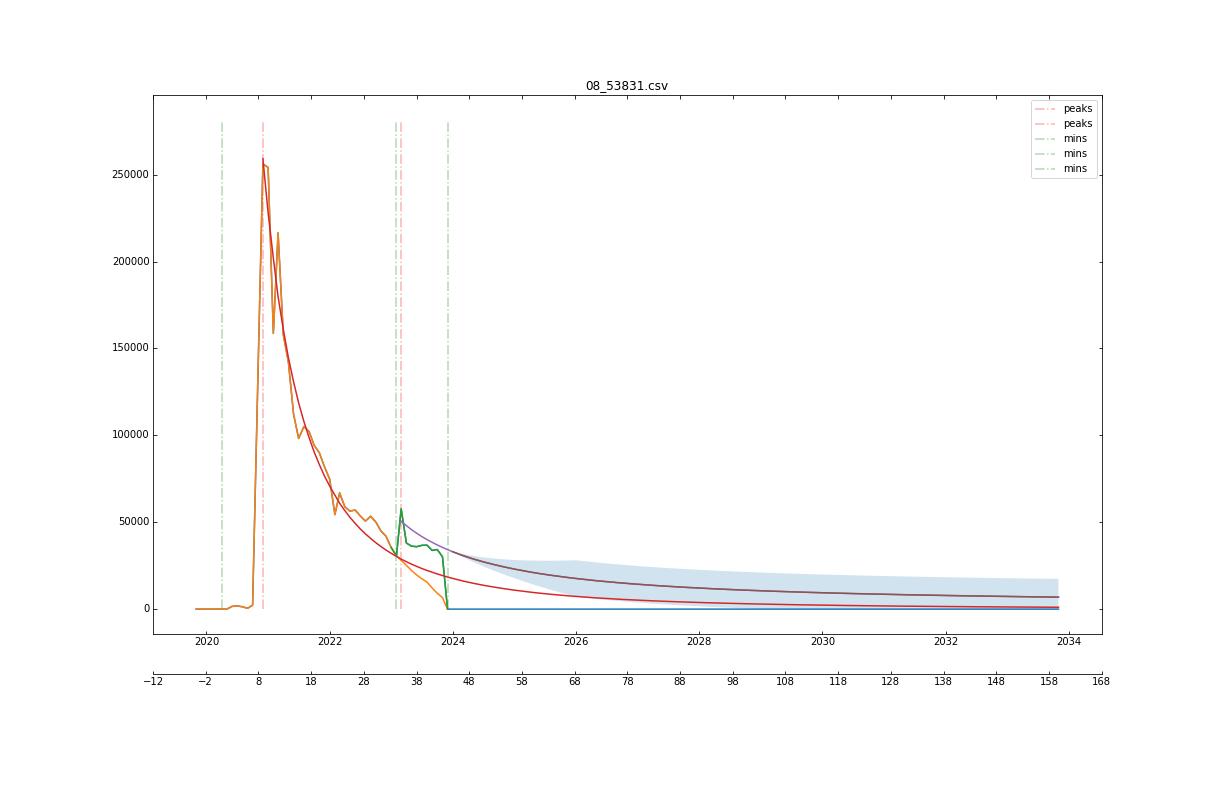 08_53831.csv
peaks
peaks
mins
mins
mins
250000
200000
150000
100000
50000
0
2020 2022 2024 2026 2028 2030 2032 2034
−12 −2 8 18 28 38 48 58 68 78 88 98 108 118 128 138 148 158 168